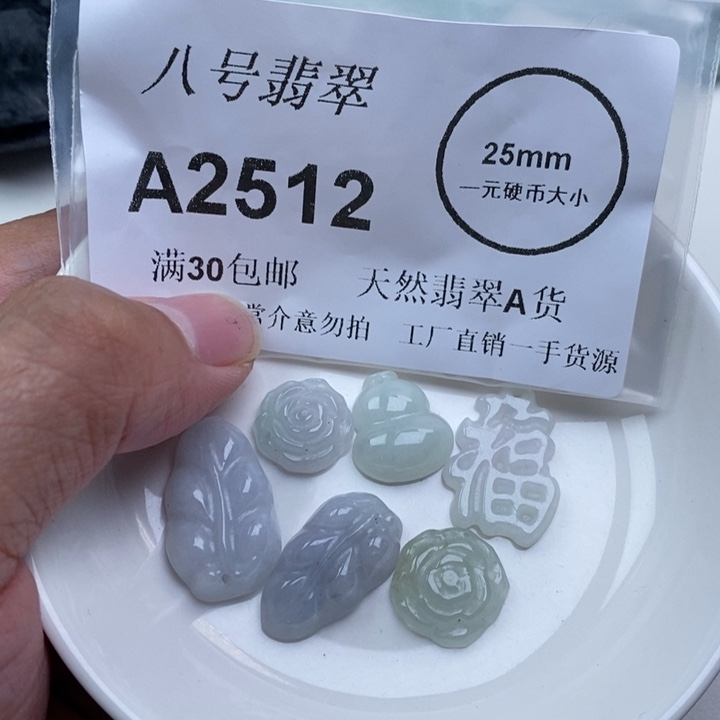 八号翡翠
A2512
25mm
一元硬币大小
满30包邮 天然翡翠A货
介意勿拍 工厂直销一手货源
福